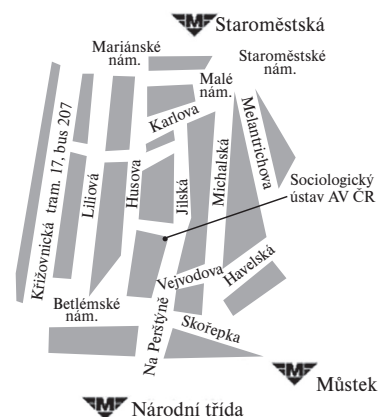 Staroměstská
Mariánské
nám.
Staroměstské
nám.
Malé
nám.
Karlova
Křižovnická tram. 17, bus 207
Liliová
Husova
Jilská
Michalská
Melantrichova
Sociologický
ústav AV ČR
Vejvodova
Havelská
Betlémské
nám.
Na Perštýně
Skořepka
Můstek
Národní třída